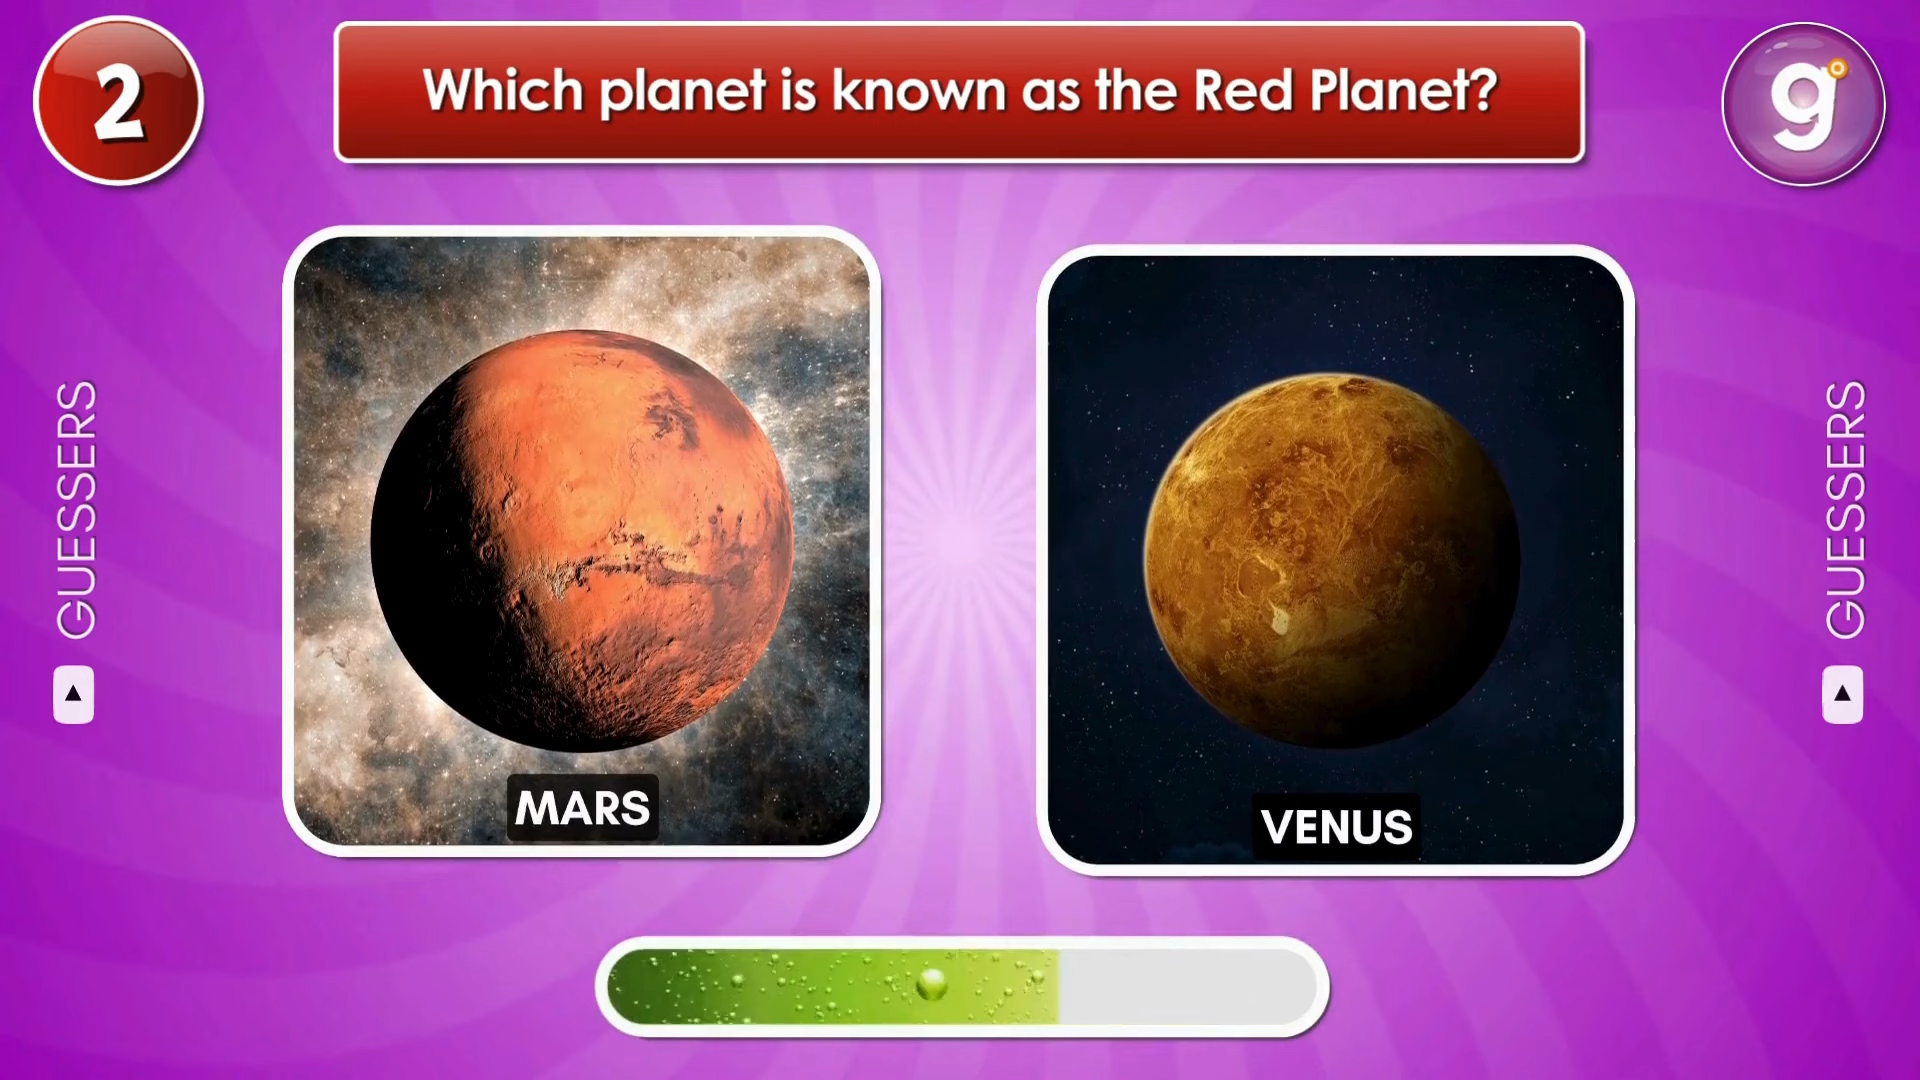 2
Which planet is known as the Red Planet?
g
GUESSERS
GUESSERS
MARS
VENUS